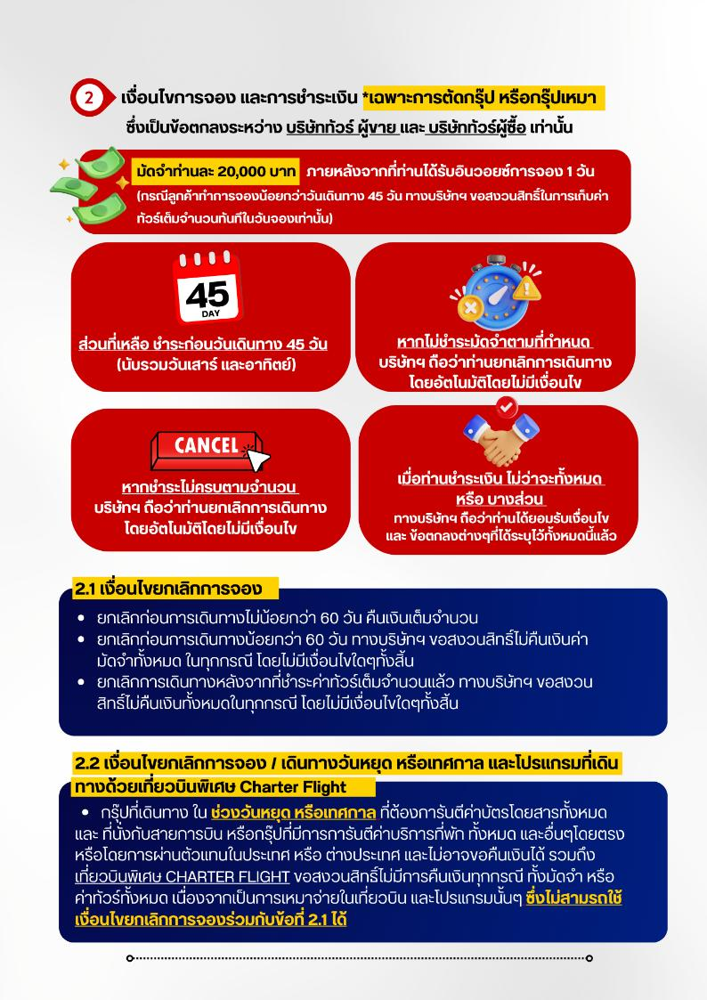 2
เงื่อนไขการจอง และการชำระเงิน *เฉพาะการตัดกรุ๊ป หรือกรุ๊ปเหมา
ซึ่งเป็นข้อตกลงระหว่าง บริษัททัวร์ ผู้ขาย และ บริษัททัวร์ผู้ซื้อ เท่านั้น
มัดจำท่านละ 20,000 บาท ภายหลังจากที่ท่านได้รับอินวอยซ์การจอง 1 วัน
(กรณีลูกค้าทำการจองน้อยกว่าวันเดินทาง 45 วัน ทางบริษัทฯ ขอสงวนสิทธิ์ในการเก็บค่า
ทัวร์เต็มจำนวนทันทีในวันจองเท่านั้น)
45
DAY
ส่วนที่เหลือ ชำระก่อนวันเดินทาง 45 วัน
(นับรวมวันเสาร์ และอาทิตย์)
หากไม่ชำระมัดจำตามที่กำหนด
บริษัทฯ ถือว่าท่านยกเลิกการเดินทาง
โดยอัตโนมัติโดยไม่มีเงื่อนไข
CANCEL
หากชำระไม่ครบตามจำนวน
บริษัทฯ ถือว่าท่านยกเลิกการเดินทาง
โดยอัตโนมัติโดยไม่มีเงื่อนไข
เมื่อท่านชำระเงิน ไม่ว่าจะทั้งหมด
หรือ บางส่วน
ทางบริษัทฯ ถือว่าท่านได้ยอมรับเงื่อนไข
และ ข้อตกลงต่างๆที่ได้ระบุไว้ทั้งหมดนี้แล้ว
2.1 เงื่อนไขยกเลิกการจอง
• ยกเลิกก่อนการเดินทางไม่น้อยกว่า 60 วัน คืนเงินเต็มจำนวน
• ยกเลิกก่อนการเดินทางน้อยกว่า 60 วัน ทางบริษัทฯ ขอสงวนสิทธิ์ไม่คืนเงินค่า
มัดจำทั้งหมด ในทุกกรณี โดยไม่มีเงื่อนไขใดๆทั้งสิ้น
• ยกเลิกการเดินทางหลังจากที่ชำระค่าทัวร์เต็มจำนวนแล้ว ทางบริษัทฯ ขอสงวน
สิทธิ์ไม่คืนเงินทั้งหมดในทุกกรณี โดยไม่มีเงื่อนไขใดๆทั้งสิ้น
2.2 เงื่อนไขยกเลิกการจอง / เดินทางวันหยุด หรือเทศกาล และโปรแกรมที่เดิน
ทางด้วยเที่ยวบินพิเศษ Charter Flight
• กรุ๊ปที่เดินทาง ใน ช่วงวันหยุด หรือเทศกาล ที่ต้องการันตีค่าบัตรโดยสารทั้งหมด
และ ที่นั่งกับสายการบิน หรือกรุ๊ปที่มีการการันตีค่าบริการที่พัก ทั้งหมด และอื่นๆโดยตรง
หรือโดยการผ่านตัวแทนในประเทศ หรือ ต่างประเทศ และไม่อาจขอคืนเงินได้ รวมถึง
เที่ยวบินพิเศษ CHARTER FLIGHT ขอสงวนสิทธิ์ไม่มีการคืนเงินทุกกรณี ทั้งมัดจำ หรือ
ค่าทัวร์ทั้งหมด เนื่องจากเป็นการเหมาจ่ายในเที่ยวบิน และโปรแกรมนั้นๆ ซึ่งไม่สามรถใช้
เงื่อนไขยกเลิกการจองร่วมกับข้อที่ 2.1 ได้